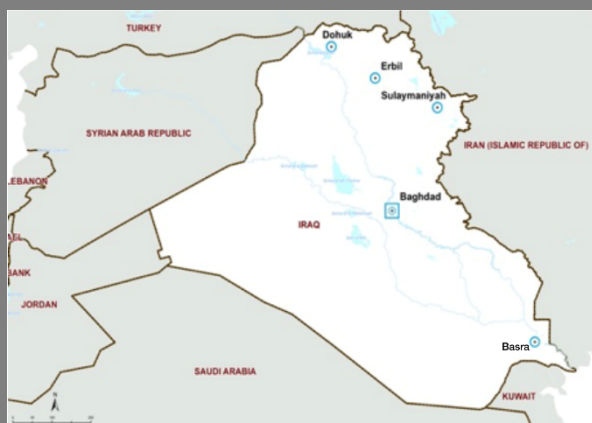 TURKEY
Dohuk
Erbil
Sulaymaniyah
SYRIAN ARAB REPUBLIC
IRAN (ISLAMIC REPUBLIC OF)
LEBANON
Baghdad
IRAQ
AEL
BANK
JORDAN
Basra
SAUDI ARABIA
KUWAIT
N